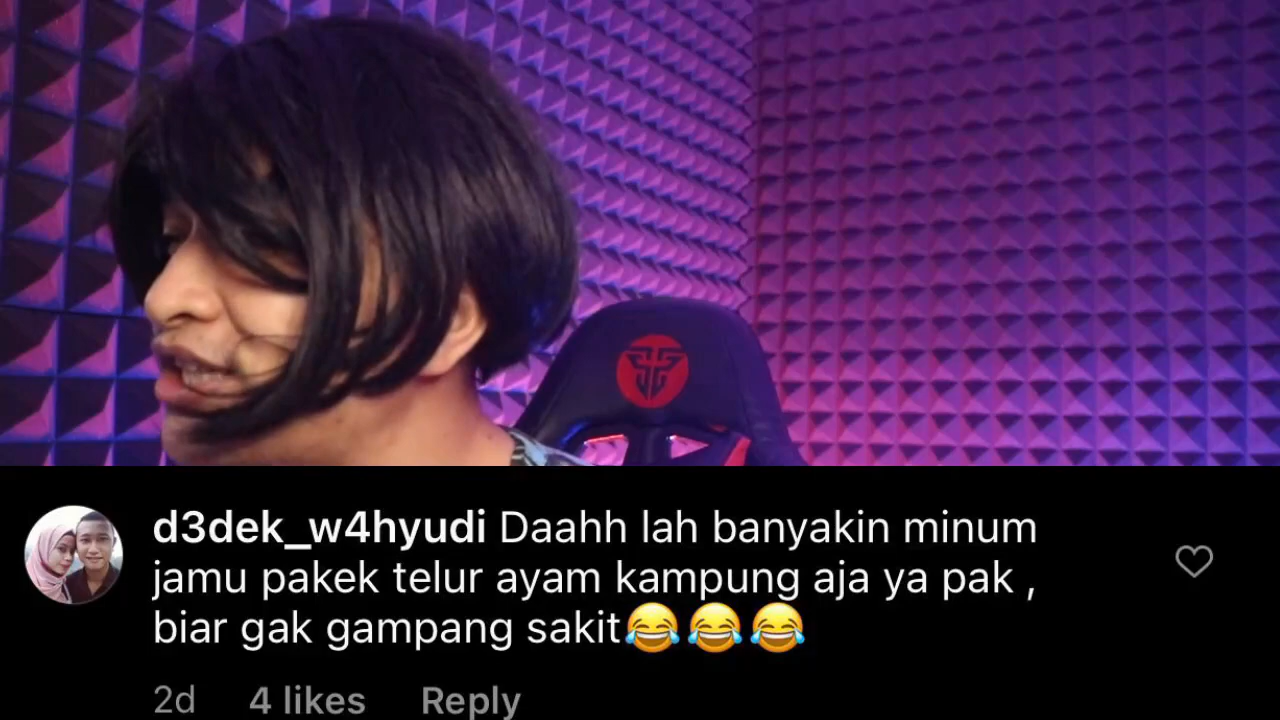 d3dek_w4hyudi Daahh lah banyakin minum
jamu pakek telur ayam kampung aja ya pak ,
biar gak gampang sakit😂😂😂
2d 4 likes Reply